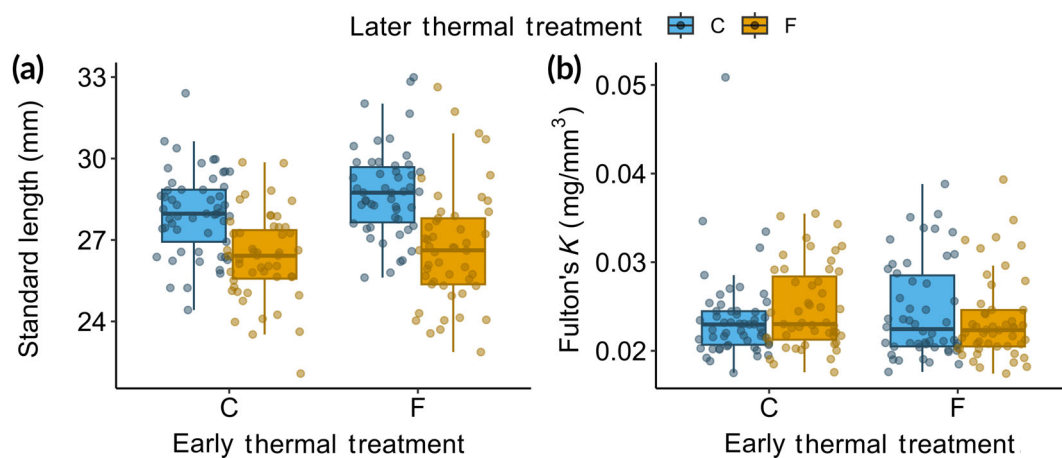 Later thermal treatment C F
(a)
Standard length (mm)
33
30
27
24
C F
Early thermal treatment
(b)
Fulton's K (mg/mm³)
0.05
0.04
0.03
0.02
C F
Early thermal treatment